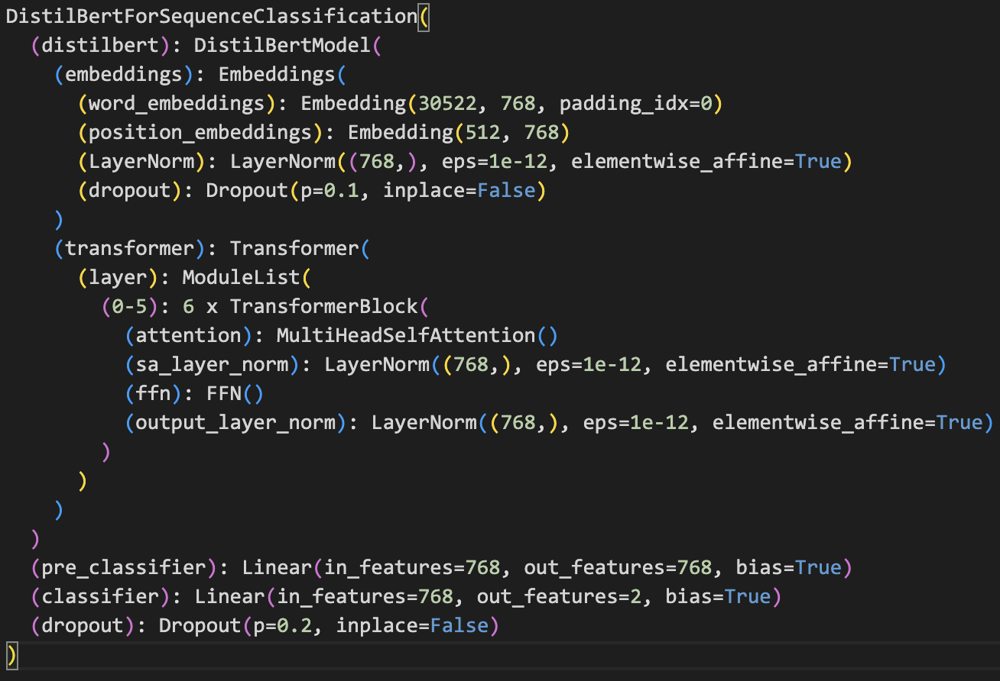 DistilBertForSequenceClassification(
  (distilbert): DistilBertModel(
    (embeddings): Embeddings(
      (word_embeddings): Embedding(30522, 768, padding_idx=0)
      (position_embeddings): Embedding(512, 768)
      (LayerNorm): LayerNorm((768,), eps=1e-12, elementwise_affine=True)
      (dropout): Dropout(p=0.1, inplace=False)
    )
    (transformer): Transformer(
      (layer): ModuleList(
        (0-5): 6 x TransformerBlock(
          (attention): MultiHeadSelfAttention()
          (sa_layer_norm): LayerNorm((768,), eps=1e-12, elementwise_affine=True)
          (ffn): FFN()
          (output_layer_norm): LayerNorm((768,), eps=1e-12, elementwise_affine=True)
        )
      )
    )
  )
  (pre_classifier): Linear(in_features=768, out_features=768, bias=True)
  (classifier): Linear(in_features=768, out_features=2, bias=True)
  (dropout): Dropout(p=0.2, inplace=False)
)